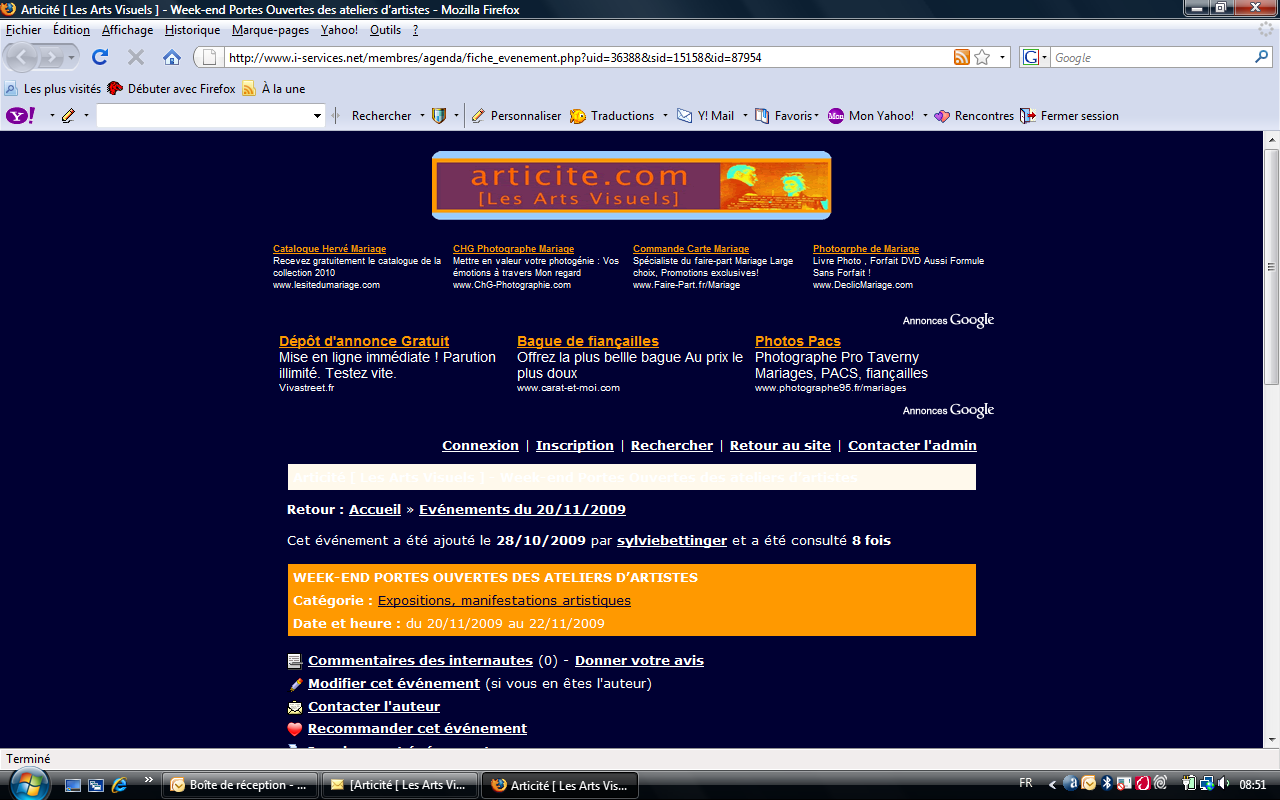 Articité [ Les Arts Visuels ] - Week-end Portes Ouvertes des ateliers d'artistes - Mozilla Firefox
Fichier Édition Affichage Historique Marque-pages Yahoo! Outils ?
http://www.i-services.net/membres/agenda/fiche_evenement.php?uid=36388&sid=15158&id=87954
G Google
Les plus visités Débuter avec Firefox À la une
Y! Rechercher Personnaliser Traductions Y! Mail Favoris Mon Mon Yahoo! Rencontres Fermer session
articite.com
[Les Arts Visuels]
Catalogue Hervé Mariage
Recevez gratuitement le catalogue de la
collection 2010
www.lesitedumariage.com
CHG Photographe Mariage
Mettre en valeur votre photogénie : Vos
émotions à travers Mon regard
www.ChG-Photographie.com
Commande Carte Mariage
Spécialiste du faire-part Mariage Large
choix, Promotions exclusives!
www.Faire-Part.fr/Mariage
Photogrphe de Mariage
Livre Photo , Forfait DVD Aussi Formule
Sans Forfait !
www.DeclicMariage.com
Annonces Google
Dépôt d'annonce Gratuit
Mise en ligne immédiate ! Parution
illimité. Testez vite.
Vivastreet.fr
Bague de fiançailles
Offrez la plus bellle bague Au prix le
plus doux
www.carat-et-moi.com
Photos Pacs
Photographe Pro Taverny
Mariages, PACS, fiançailles
www.photographe95.fr/mariages
Annonces Google
Connexion | Inscription | Rechercher | Retour au site | Contacter l'admin
Articité [ Les Arts Visuels ] - Week-end Portes Ouvertes des ateliers d'artistes
Retour : Accueil » Evénements du 20/11/2009
Cet événement a été ajouté le 28/10/2009 par sylviebettinger et a été consulté 8 fois
WEEK-END PORTES OUVERTES DES ATELIERS D'ARTISTES
Catégorie : Expositions, manifestations artistiques
Date et heure : du 20/11/2009 au 22/11/2009
Commentaires des internautes (0) - Donner votre avis
Modifier cet événement (si vous en êtes l'auteur)
Contacter l'auteur
Recommander cet événement
Terminé
Boîte de réception - ... [Articité [ Les Arts Vi... Articité [ Les Arts Vis... FR 08:51